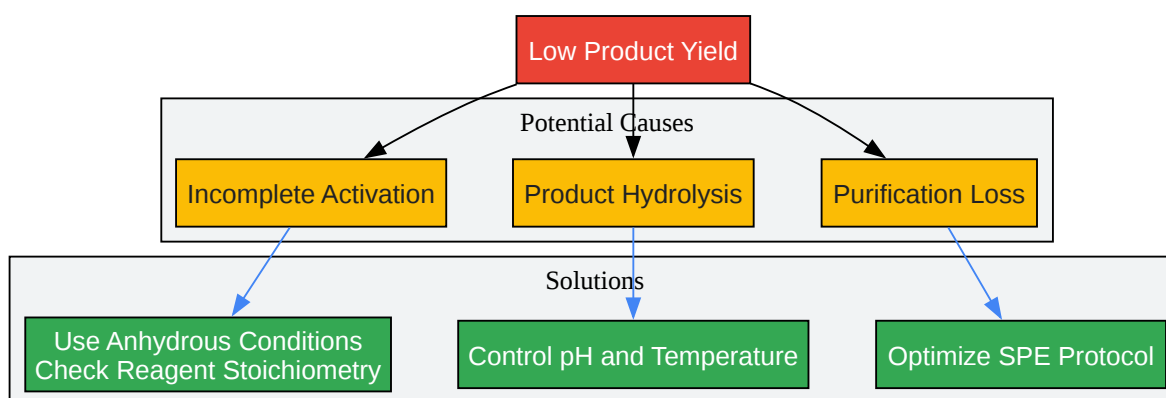 Low Product Yield
Potential Causes
Incomplete Activation
Product Hydrolysis
Purification Loss
Solutions
Use Anhydrous Conditions
Check Reagent Stoichiometry
Control pH and Temperature
Optimize SPE Protocol